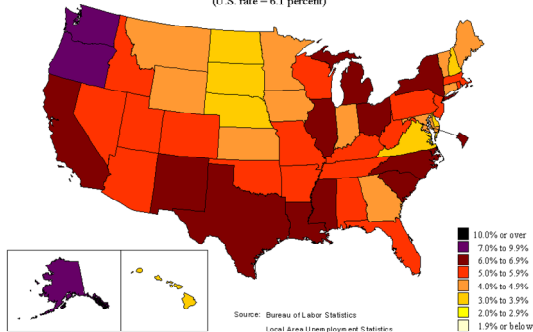 (U.S. rate = 6.1 percent)
10.0% or over
7.0% to 9.9%
6.0% to 6.9%
5.0% to 5.9%
4.0% to 4.9%
3.0% to 3.9%
2.0% to 2.9%
1.9% or below
Source: Bureau of Labor Statistics
Local Area Unemployment Statistics